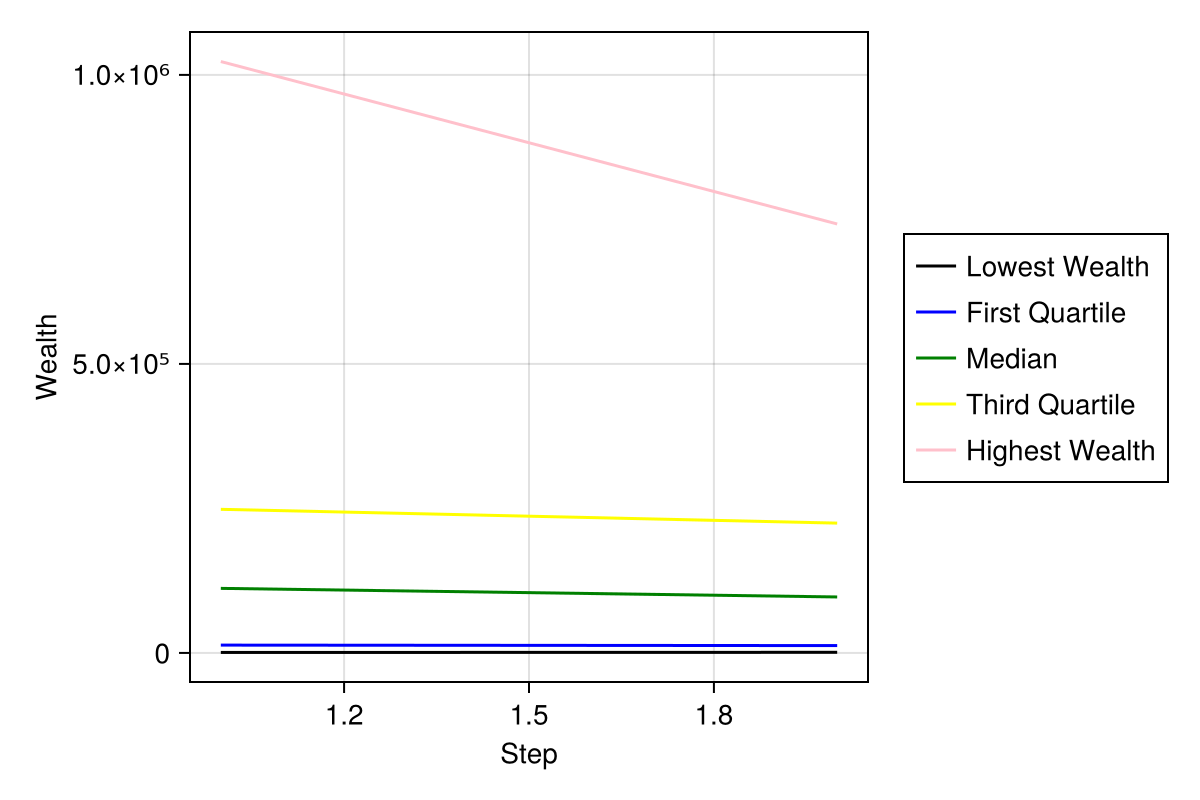 1.0×10⁶
5.0×10⁵
0
Wealth
1.2 1.5 1.8
Step
Lowest Wealth
First Quartile
Median
Third Quartile
Highest Wealth